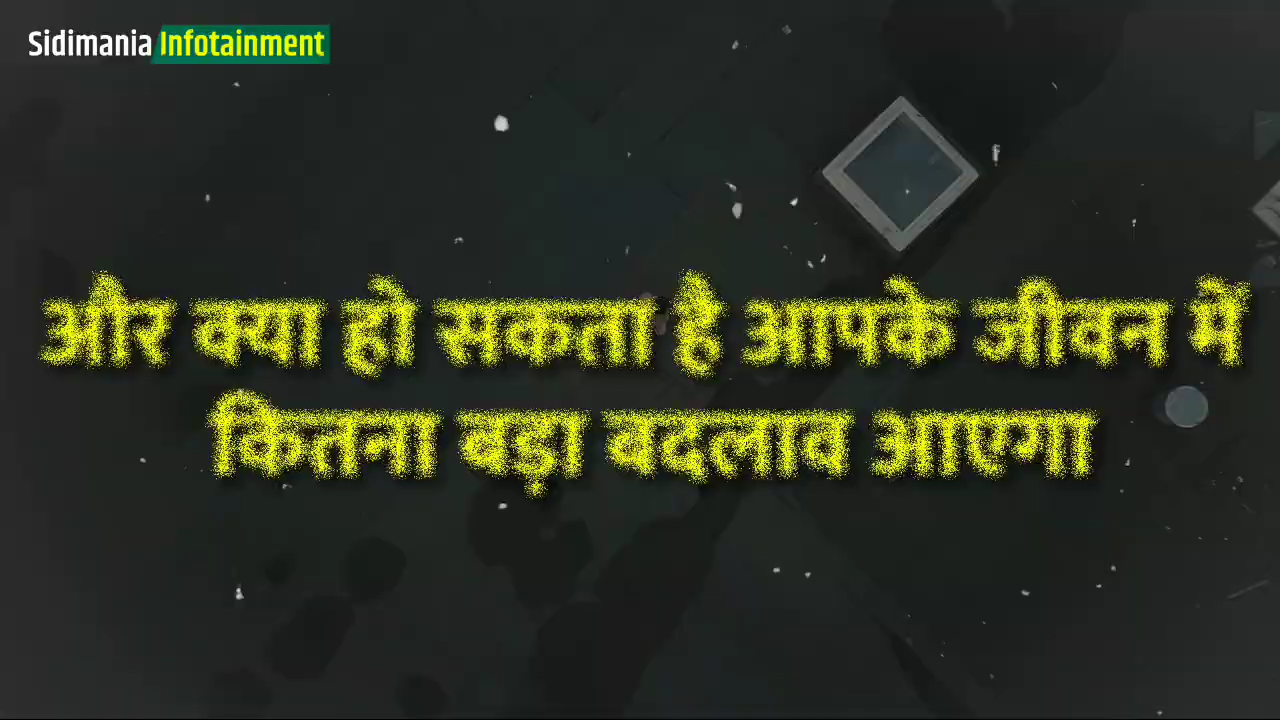 Sidimania Infotainment
और क्या हो सकता है आपके जीवन में
कितना बड़ा बदलाव आएगा